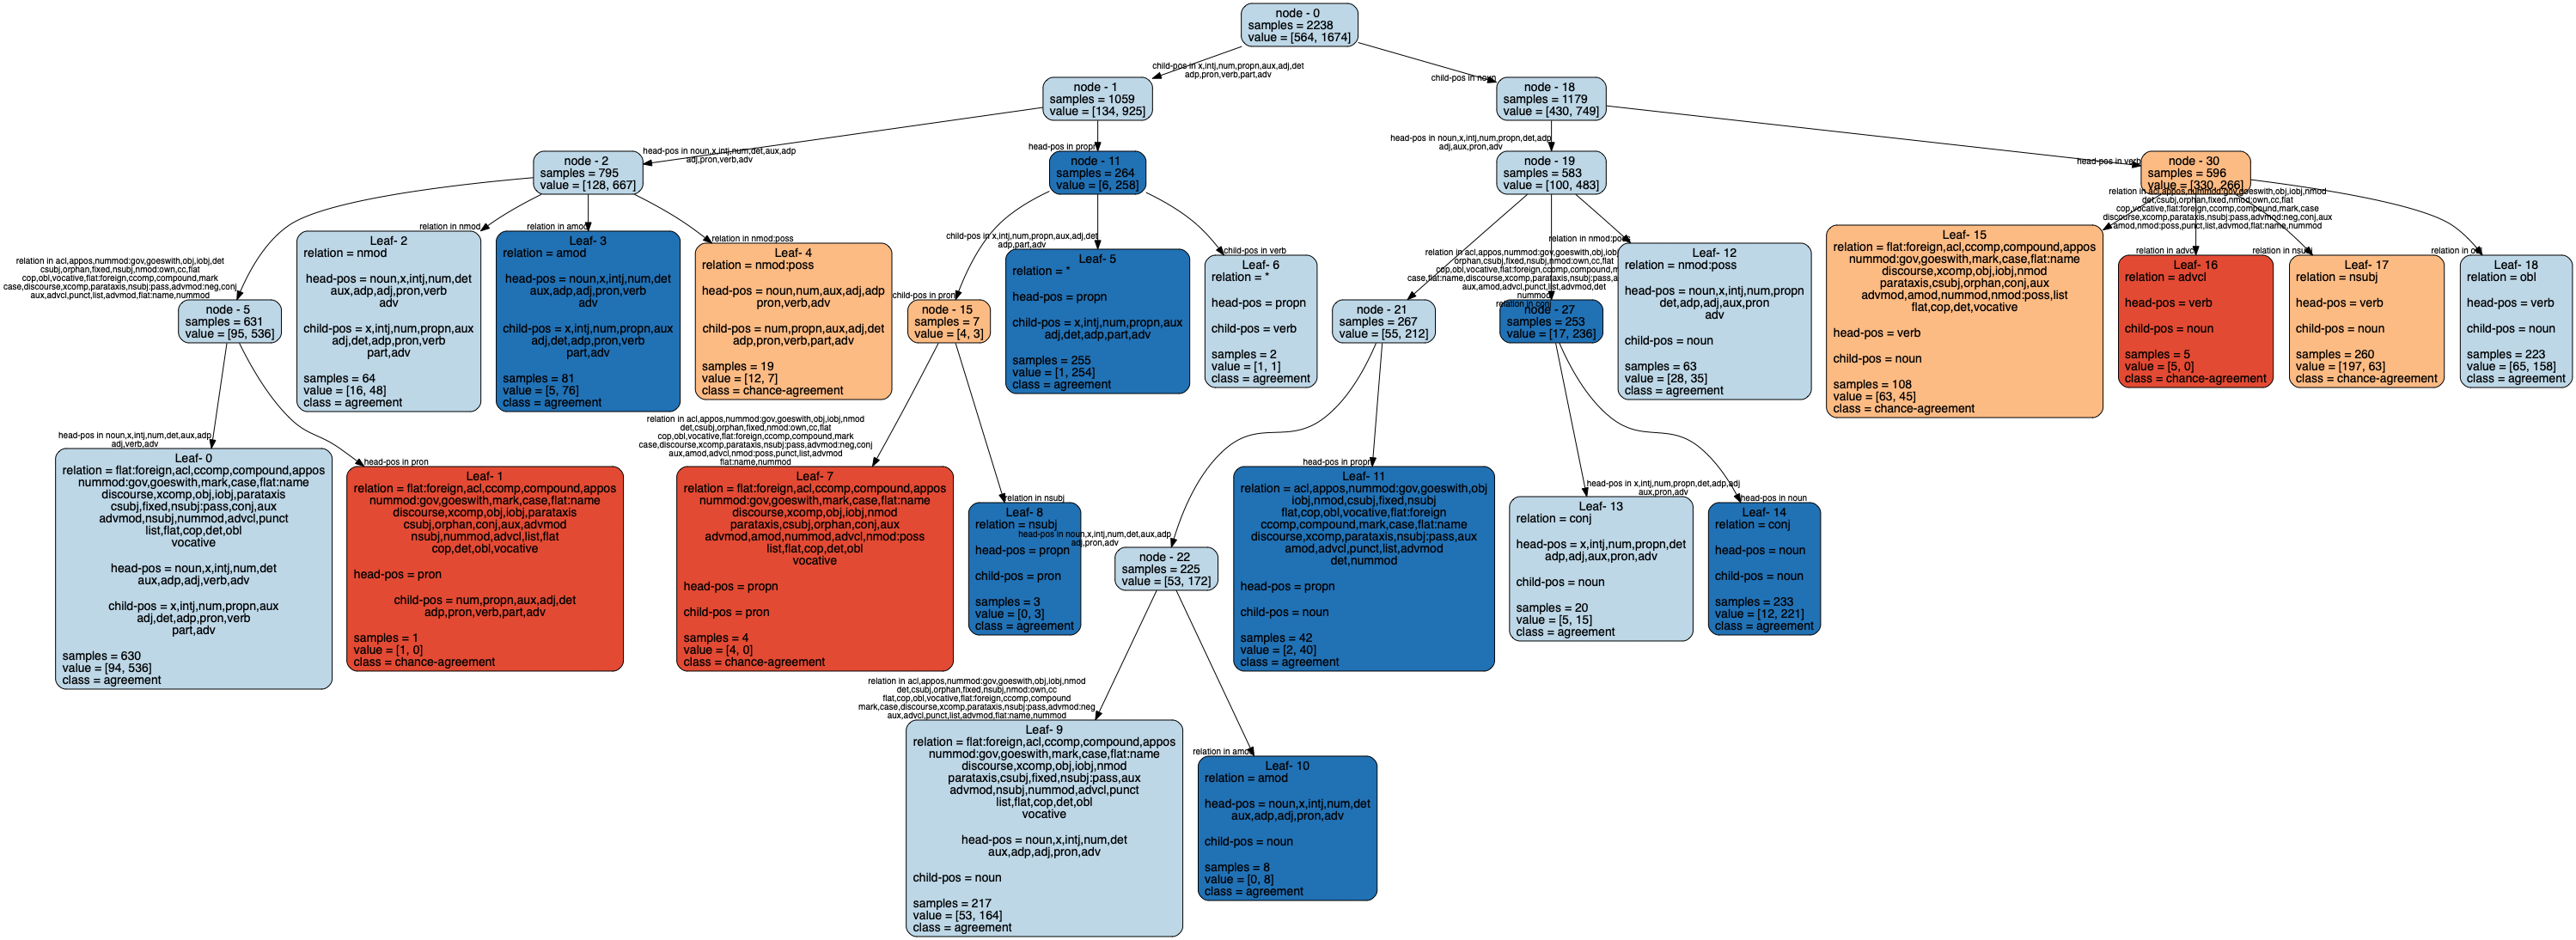 node - 0
samples = 2238
value = [564, 1674]
child-pos in x,intj,num,propn,aux,adj,det
adp,pron,verb,part,adv
child-pos in noun
node - 1
samples = 1059
value = [134, 925]
node - 18
samples = 1179
value = [430, 749]
head-pos in noun,x,intj,num,det,aux,adp
adj,pron,verb,adv
head-pos in propn
head-pos in noun,x,intj,num,propn,det,adp
adj,aux,pron,adv
head-pos in verb
node - 2
samples = 795
value = [128, 667]
node - 11
samples = 264
value = [6, 258]
node - 19
samples = 583
value = [100, 483]
node - 30
samples = 596
value = [330, 266]
relation in acl,appos,nummod:gov,goeswith,obj,iobj,det
csubj,orphan,fixed,nsubj,nmod:own,cc,flat
cop,obl,vocative,flat:foreign,cc,comp,compound,mark
case,discourse,xcomp,parataxis,nsubj:pass,advmod:neg,conj
aux,advcl,punct,list,advmod,flat:name,nummod
relation in nmod
relation in amod
relation in nmod:poss
child-pos in x,intj,num,propn,aux,adj,det
adp,part,adv
child-pos in verb
child-pos in pron
relation in acl,appos,nummod:gov,goeswith,obj,iobj,nmod
det,csubj,orphan,fixed,nmod:own,cc,flat
cop,vocative,flat:foreign,ccomp,compound,mark,case
discourse,xcomp,parataxis,nsubj:pass,advmod:neg,conj,aux
amod,nmod:poss,punct,list,advmod,flat:name,nummod
relation in advcl
relation in nsubj
node - 5
samples = 631
value = [95, 536]
Leaf- 2
relation = nmod
head-pos = noun,x,intj,num,det
aux,adp,adj,pron,verb
adv
child-pos = x,intj,num,propn,aux
adj,det,adp,pron,verb
part,adv
samples = 64
value = [16, 48]
class = agreement
Leaf- 3
relation = amod
head-pos = noun,x,intj,num,det
aux,adp,adj,pron,verb
adv
child-pos = x,intj,num,propn,aux
adj,det,adp,pron,verb
part,adv
samples = 81
value = [5, 76]
class = agreement
Leaf- 4
relation = nmod:poss
head-pos = noun,num,aux,adj,adp
pron,verb,adv
child-pos = num,propn,aux,adj,det
adp,pron,verb,part,adv
samples = 19
value = [12, 7]
class = chance-agreement
node - 15
samples = 7
value = [4, 3]
Leaf- 5
relation = *
head-pos = propn
child-pos = x,intj,num,propn,aux
adj,det,adp,part,adv
samples = 255
value = [1, 254]
class = agreement
Leaf- 6
relation = *
head-pos = propn
child-pos = verb
samples = 2
value = [1, 1]
class = agreement
node - 21
samples = 267
value = [55, 212]
node - 27
samples = 253
value = [17, 236]
Leaf- 12
relation = nmod:poss
head-pos = noun,x,intj,num,propn
det,adp,adj,aux,pron
adv
child-pos = noun
samples = 63
value = [28, 35]
class = agreement
Leaf- 15
relation = flat:foreign,acl,ccomp,compound,appos
nummod:gov,goeswith,mark,case,flat:name
discourse,xcomp,obj,iobj,nmod
parataxis,csubj,orphan,conj,aux
advmod,amod,nummod,nmod:poss,list
flat,cop,det,vocative
head-pos = verb
child-pos = noun
samples = 108
value = [63, 45]
class = chance-agreement
Leaf- 16
relation = advcl
head-pos = verb
child-pos = noun
samples = 5
value = [5, 0]
class = chance-agreement
Leaf- 17
relation = nsubj
head-pos = verb
child-pos = noun
samples = 260
value = [197, 63]
class = chance-agreement
Leaf- 18
relation = obl
head-pos = verb
child-pos = noun
samples = 223
value = [65, 158]
class = agreement
head-pos in noun,x,intj,num,det,aux,adp
adj,verb,adv
head-pos in pron
relation in acl,appos,nummod:gov,goeswith,obj,iobj,nmod
det,csubj,orphan,fixed,nmod:own,cc,flat
cop,obl,vocative,flat:foreign,ccomp,compound,mark
case,discourse,xcomp,parataxis,nsubj:pass,advmod:neg,conj
aux,amod,advcl,nmod:poss,punct,list,advmod
flat:name,nummod
relation in nsubj
head-pos in noun,x,intj,num,det,aux,adp
adj,pron,adv
head-pos in propn
head-pos in x,intj,num,propn,det,adp,adj
aux,pron,adv
head-pos in noun
Leaf- 0
relation = flat:foreign,acl,ccomp,compound,appos
nummod:gov,goeswith,mark,case,flat:name
discourse,xcomp,obj,iobj,parataxis
csubj,fixed,nsubj:pass,conj,aux
advmod,nsubj,nummod,advcl,punct
list,flat,cop,det,obl
vocative
head-pos = noun,x,intj,num,det
aux,adp,adj,verb,adv
child-pos = x,intj,num,propn,aux
adj,det,adp,pron,verb
part,adv
samples = 630
value = [94, 536]
class = agreement
Leaf- 1
relation = flat:foreign,acl,ccomp,compound,appos
nummod:gov,goeswith,mark,case,flat:name
discourse,xcomp,obj,iobj,parataxis
csubj,orphan,conj,aux,advmod
nsubj,nummod,advcl,list,flat
cop,det,obl,vocative
head-pos = pron
child-pos = num,propn,aux,adj,det
adp,pron,verb,part,adv
samples = 1
value = [1, 0]
class = chance-agreement
Leaf- 7
relation = flat:foreign,acl,ccomp,compound,appos
nummod:gov,goeswith,mark,case,flat:name
discourse,xcomp,obj,iobj,nmod
parataxis,csubj,orphan,conj,aux
advmod,amod,nummod,advcl,nmod:poss
list,flat,cop,det,obl
vocative
head-pos = propn
child-pos = pron
samples = 4
value = [4, 0]
class = chance-agreement
Leaf- 8
relation = nsubj
head-pos = propn
child-pos = pron
samples = 3
value = [0, 3]
class = agreement
node - 22
samples = 225
value = [53, 172]
Leaf- 11
relation = acl,appos,nummod:gov,goeswith,obj
iobj,nmod,csubj,fixed,nsubj
flat,cop,obl,vocative,flat:foreign
ccomp,compound,mark,case,flat:name
discourse,xcomp,parataxis,nsubj:pass,aux
amod,advcl,punct,list,advmod
det,nummod
head-pos = propn
child-pos = noun
samples = 42
value = [2, 40]
class = agreement
Leaf- 13
relation = conj
head-pos = x,intj,num,propn,det
adp,adj,aux,pron,adv
child-pos = noun
samples = 20
value = [5, 15]
class = agreement
Leaf- 14
relation = conj
head-pos = noun
child-pos = noun
samples = 233
value = [12, 221]
class = agreement
relation in acl,appos,nummod:gov,goeswith,obj,iobj,nmod
det,csubj,orphan,fixed,nsubj,nmod:own,cc
flat,cop,obl,vocative,flat:foreign,ccomp,compound
mark,case,discourse,xcomp,parataxis,nsubj:pass,advmod:neg
aux,advcl,punct,list,advmod,flat:name,nummod
relation in amod
Leaf- 9
relation = flat:foreign,acl,ccomp,compound,appos
nummod:gov,goeswith,mark,case,flat:name
discourse,xcomp,obj,iobj,nmod
parataxis,csubj,fixed,nsubj:pass,aux
advmod,nsubj,nummod,advcl,punct
list,flat,cop,det,obl
vocative
head-pos = noun,x,intj,num,det
aux,adp,adj,pron,adv
child-pos = noun
samples = 217
value = [53, 164]
class = agreement
Leaf- 10
relation = amod
head-pos = noun,x,intj,num,det
aux,adp,adj,pron,adv
child-pos = noun
samples = 8
value = [0, 8]
class = agreement